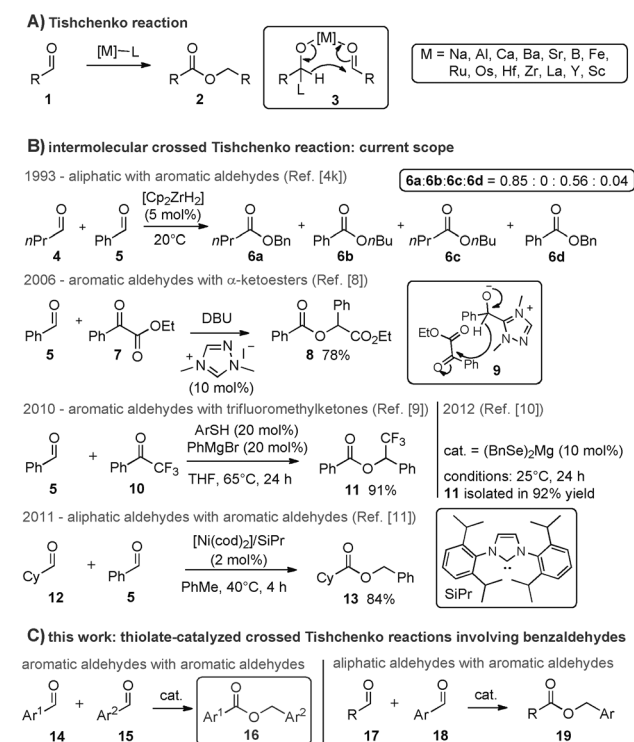 A) Tishchenko reaction
O
R
1
[M]–L
O
R O R
2
O [M] O
R H R
L
3
M = Na, Al, Ca, Ba, Sr, B, Fe,
Ru, Os, Hf, Zr, La, Y, Sc
B) intermolecular crossed Tishchenko reaction: current scope
1993 - aliphatic with aromatic aldehydes (Ref. [4k])
6a:6b:6c:6d = 0.85 : 0 : 0.56 : 0.04
[Cp2ZrH2]
(5 mol%)
20°C
O
nPr
4
+
O
Ph
5
O
nPr OBn
6a
+
O
Ph OnBu
6b
+
O
nPr OnBu
6c
+
O
Ph OBn
6d
2006 - aromatic aldehydes with α-ketoesters (Ref. [8])
O
Ph
5
+
O
Ph OEt
O
7
DBU
N I−
+ N N
(10 mol%)
O Ph
Ph O CO2Et
8 78%
O−
Ph H N +
EtO O N N
O Ph
9
2010 - aromatic aldehydes with trifluoromethylketones (Ref. [9])
O
Ph
5
+
O
Ph CF3
10
ArSH (20 mol%)
PhMgBr (20 mol%)
THF, 65°C, 24 h
O CF3
Ph O Ph
11 91%
2012 (Ref. [10])
cat. = (BnSe)2Mg (10 mol%)
conditions: 25°C, 24 h
11 isolated in 92% yield
2011 - aliphatic aldehydes with aromatic aldehydes (Ref. [11])
O
Cy
12
+
O
Ph
5
[Ni(cod)2]/SiPr
(2 mol%)
PhMe, 40°C, 4 h
O
Cy O Ph
13 84%
N N
SiPr
C) this work: thiolate-catalyzed crossed Tishchenko reactions involving benzaldehydes
aromatic aldehydes with aromatic aldehydes
O
Ar1
14
+
O
Ar2
15
cat.
O
Ar1 O Ar2
16
aliphatic aldehydes with aromatic aldehydes
O
R
17
+
O
Ar
18
cat.
O
R O Ar
19